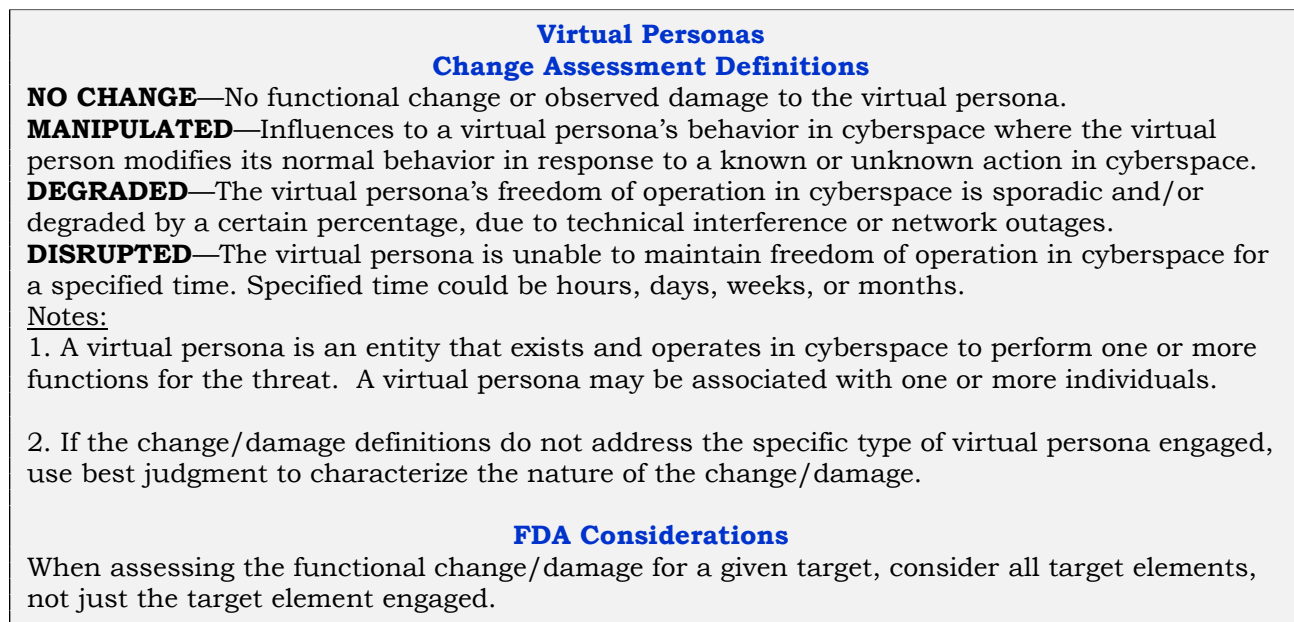 Virtual Personas
Change Assessment Definitions
NO CHANGE—No functional change or observed damage to the virtual persona.
MANIPULATED—Influences to a virtual persona’s behavior in cyberspace where the virtual
person modifies its normal behavior in response to a known or unknown action in cyberspace.
DEGRADED—The virtual persona’s freedom of operation in cyberspace is sporadic and/or
degraded by a certain percentage, due to technical interference or network outages.
DISRUPTED—The virtual persona is unable to maintain freedom of operation in cyberspace for
a specified time. Specified time could be hours, days, weeks, or months.
Notes:
1. A virtual persona is an entity that exists and operates in cyberspace to perform one or more
functions for the threat.  A virtual persona may be associated with one or more individuals.
2. If the change/damage definitions do not address the specific type of virtual persona engaged,
use best judgment to characterize the nature of the change/damage.
FDA Considerations
When assessing the functional change/damage for a given target, consider all target elements,
not just the target element engaged.